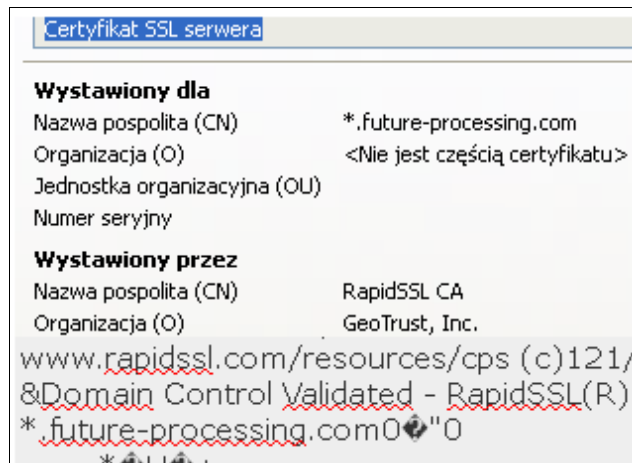 Certyfikat SSL serwera
Wystawiony dla
Nazwa pospolita (CN) *.future-processing.com
Organizacja (O) <Nie jest częścią certyfikatu>
Jednostka organizacyjna (OU)
Numer seryjny
Wystawiony przez
Nazwa pospolita (CN) RapidSSL CA
Organizacja (O) GeoTrust, Inc.
www.rapidssl.com/resources/cps (c)121/
&Domain Control Validated - RapidSSL(R)
*.future-processing.com0�"0